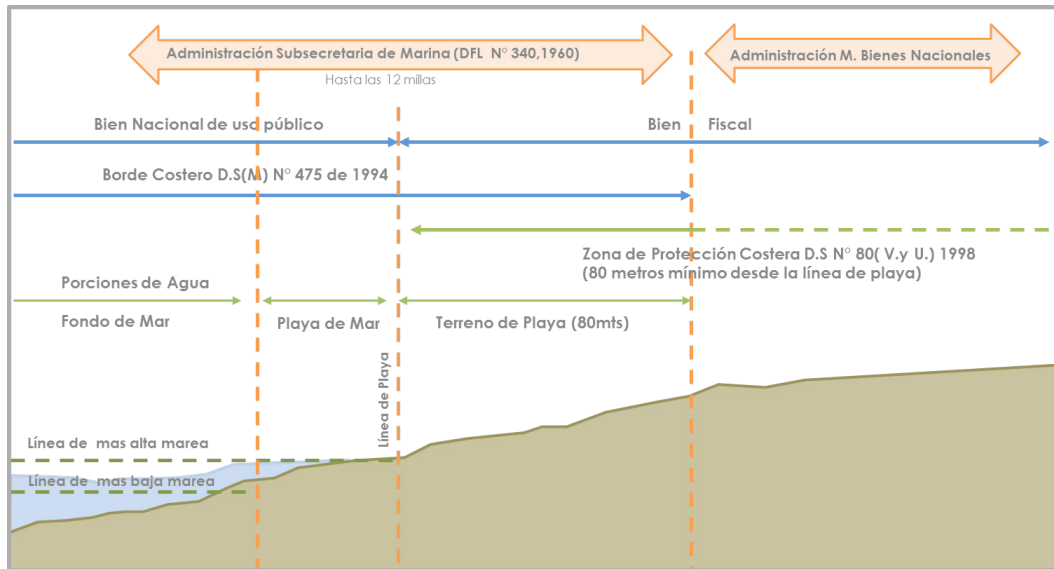 Administración Subsecretaria de Marina (DFL N° 340,1960)
Administración M. Bienes Nacionales
Hasta las 12 millas
Bien Nacional de uso público
Bien Fiscal
Borde Costero D.S(M) N° 475 de 1994
Zona de Protección Costera D.S N° 80( V.y U.) 1998
(80 metros mínimo desde la línea de playa)
Porciones de Agua
Fondo de Mar
Playa de Mar
Terreno de Playa (80mts)
Línea de Playa
Línea de mas alta marea
Línea de mas baja marea